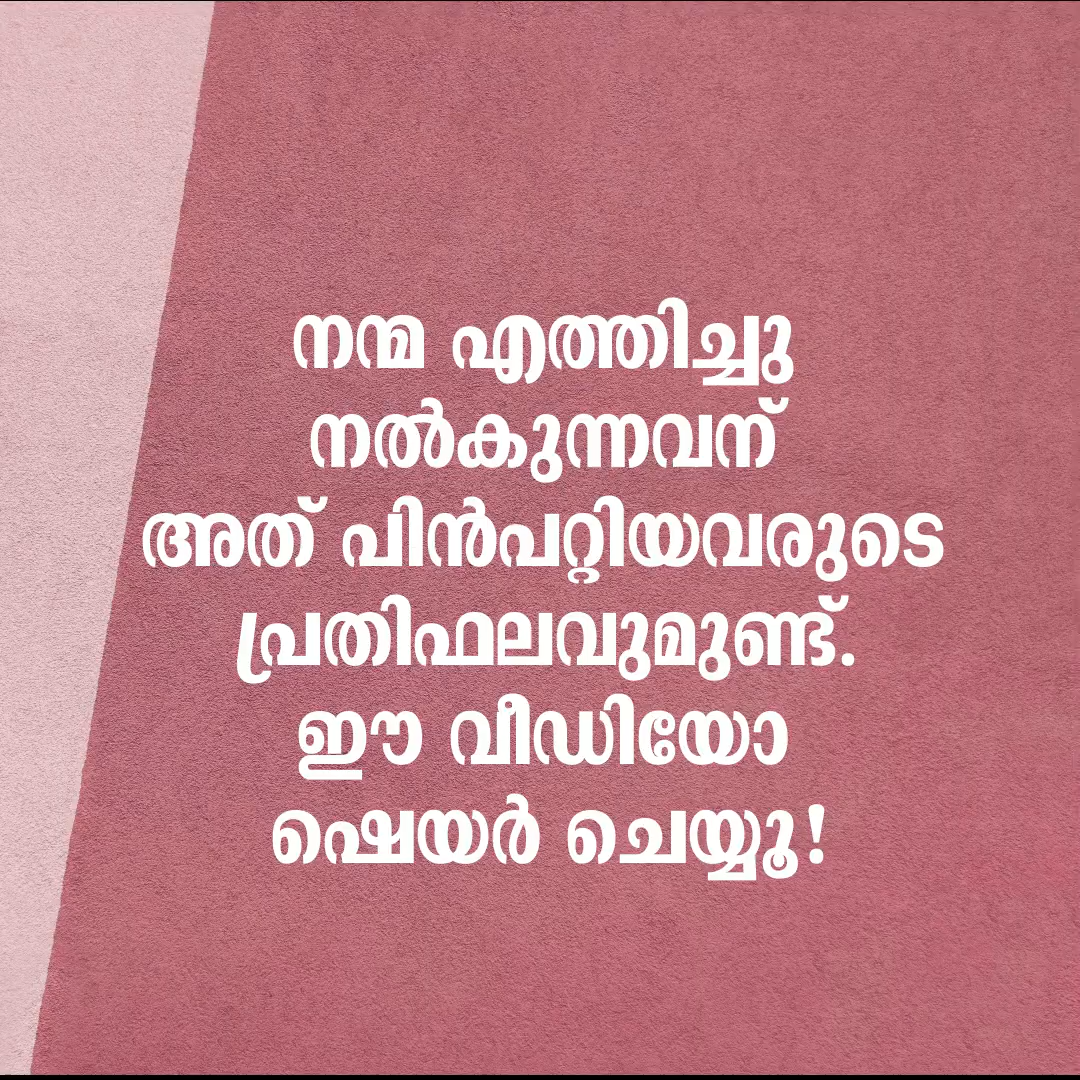 നന്മ എത്തിച്ചു
നൽകുന്നവന്
അത് പിൻപറ്റിയവരുടെ
പ്രതിഫലവുമുണ്ട്.
ഈ വീഡിയോ
ഷെയർ ചെയ്യൂ!